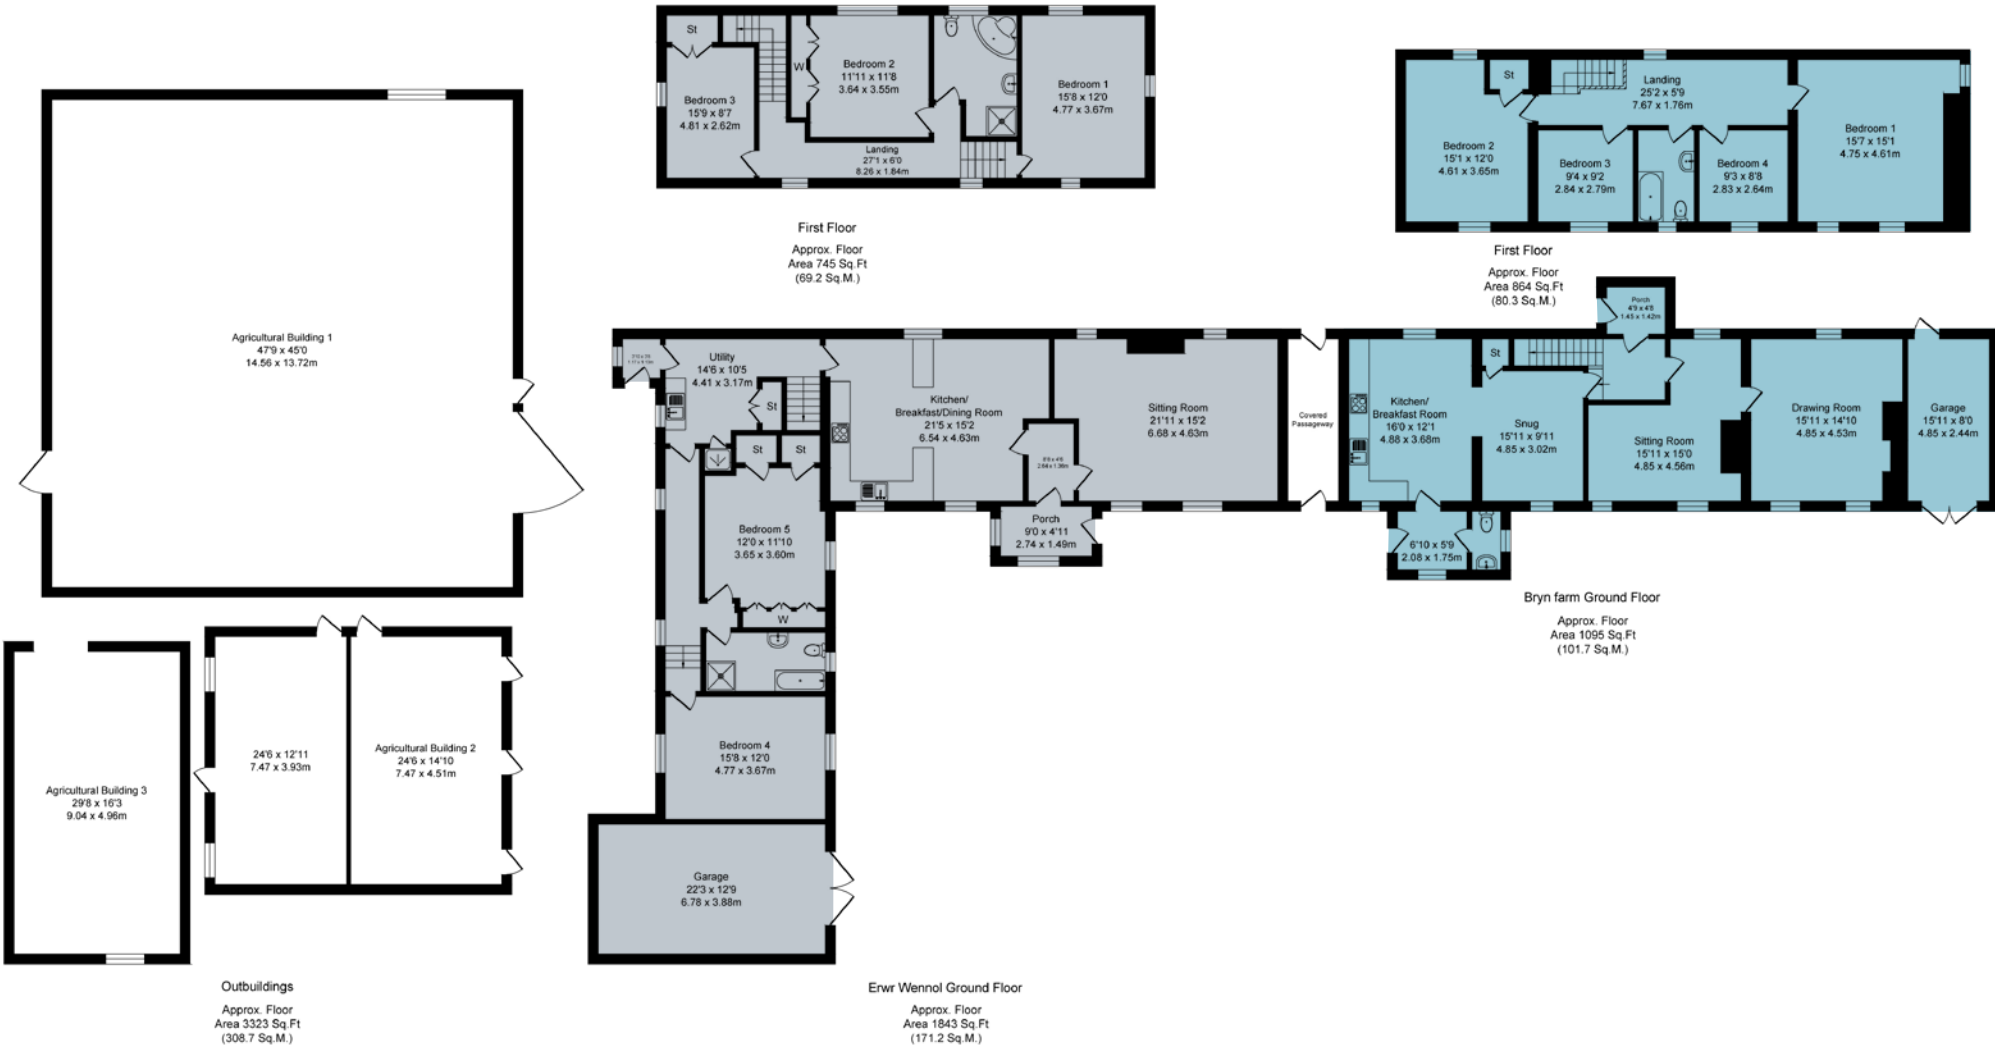 Agricultural Building 1
47'9 x 45'0
14.56 x 13.72m
24'6 x 12'11
7.47 x 3.93m
Agricultural Building 2
24'6 x 14'10
7.47 x 4.51m
Agricultural Building 3
29'8 x 16'3
9.04 x 4.96m
Outbuildings
Approx. Floor
Area 3323 Sq.Ft
(308.7 Sq.M.)
St
Bedroom 3
15'9 x 8'7
4.81 x 2.62m
W
Bedroom 2
11'11 x 11'8
3.64 x 3.55m
Bedroom 1
15'8 x 12'0
4.77 x 3.67m
Landing
27'1 x 6'0
8.26 x 1.84m
First Floor
Approx. Floor
Area 745 Sq.Ft
(69.2 Sq.M.)
Utility
14'6 x 10'5
4.41 x 3.17m
St
St
St
Kitchen/
Breakfast/Dining Room
21'5 x 15'2
6.54 x 4.63m
Sitting Room
21'11 x 15'2
6.68 x 4.63m
Porch
9'0 x 4'11
2.74 x 1.49m
Bedroom 5
12'0 x 11'10
3.65 x 3.60m
W
Bedroom 4
15'8 x 12'0
4.77 x 3.67m
Garage
22'3 x 12'9
6.78 x 3.88m
Erwr Wennol Ground Floor
Approx. Floor
Area 1843 Sq.Ft
(171.2 Sq.M.)
Covered
Passageway
Bedroom 2
15'1 x 12'0
4.61 x 3.65m
St
Landing
25'2 x 5'9
7.67 x 1.76m
Bedroom 3
9'4 x 9'2
2.84 x 2.79m
Bedroom 4
9'3 x 8'8
2.83 x 2.64m
Bedroom 1
15'7 x 15'1
4.75 x 4.61m
First Floor
Approx. Floor
Area 864 Sq.Ft
(80.3 Sq.M.)
Porch
4'9 x 4'8
1.45 x 1.42m
Kitchen/
Breakfast Room
16'0 x 12'1
4.88 x 3.68m
St
Snug
15'11 x 9'11
4.85 x 3.02m
Sitting Room
15'11 x 15'0
4.85 x 4.56m
Drawing Room
15'11 x 14'10
4.85 x 4.53m
Garage
15'11 x 8'0
4.85 x 2.44m
6'10 x 5'9
2.08 x 1.75m
Bryn farm Ground Floor
Approx. Floor
Area 1095 Sq.Ft
(101.7 Sq.M.)